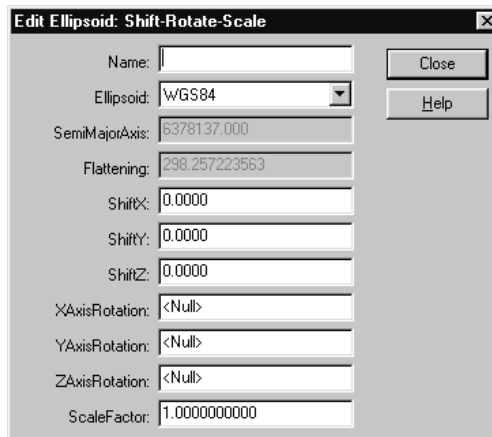 Edit Ellipsoid: Shift-Rotate-Scale
Name:
Close
Ellipsoid: WGS84
Help
SemiMajorAxis: 6378137.000
Flattening: 298.257223563
ShiftX: 0.0000
ShiftY: 0.0000
ShiftZ: 0.0000
XAxisRotation: <Null>
YAxisRotation: <Null>
ZAxisRotation: <Null>
ScaleFactor: 1.0000000000